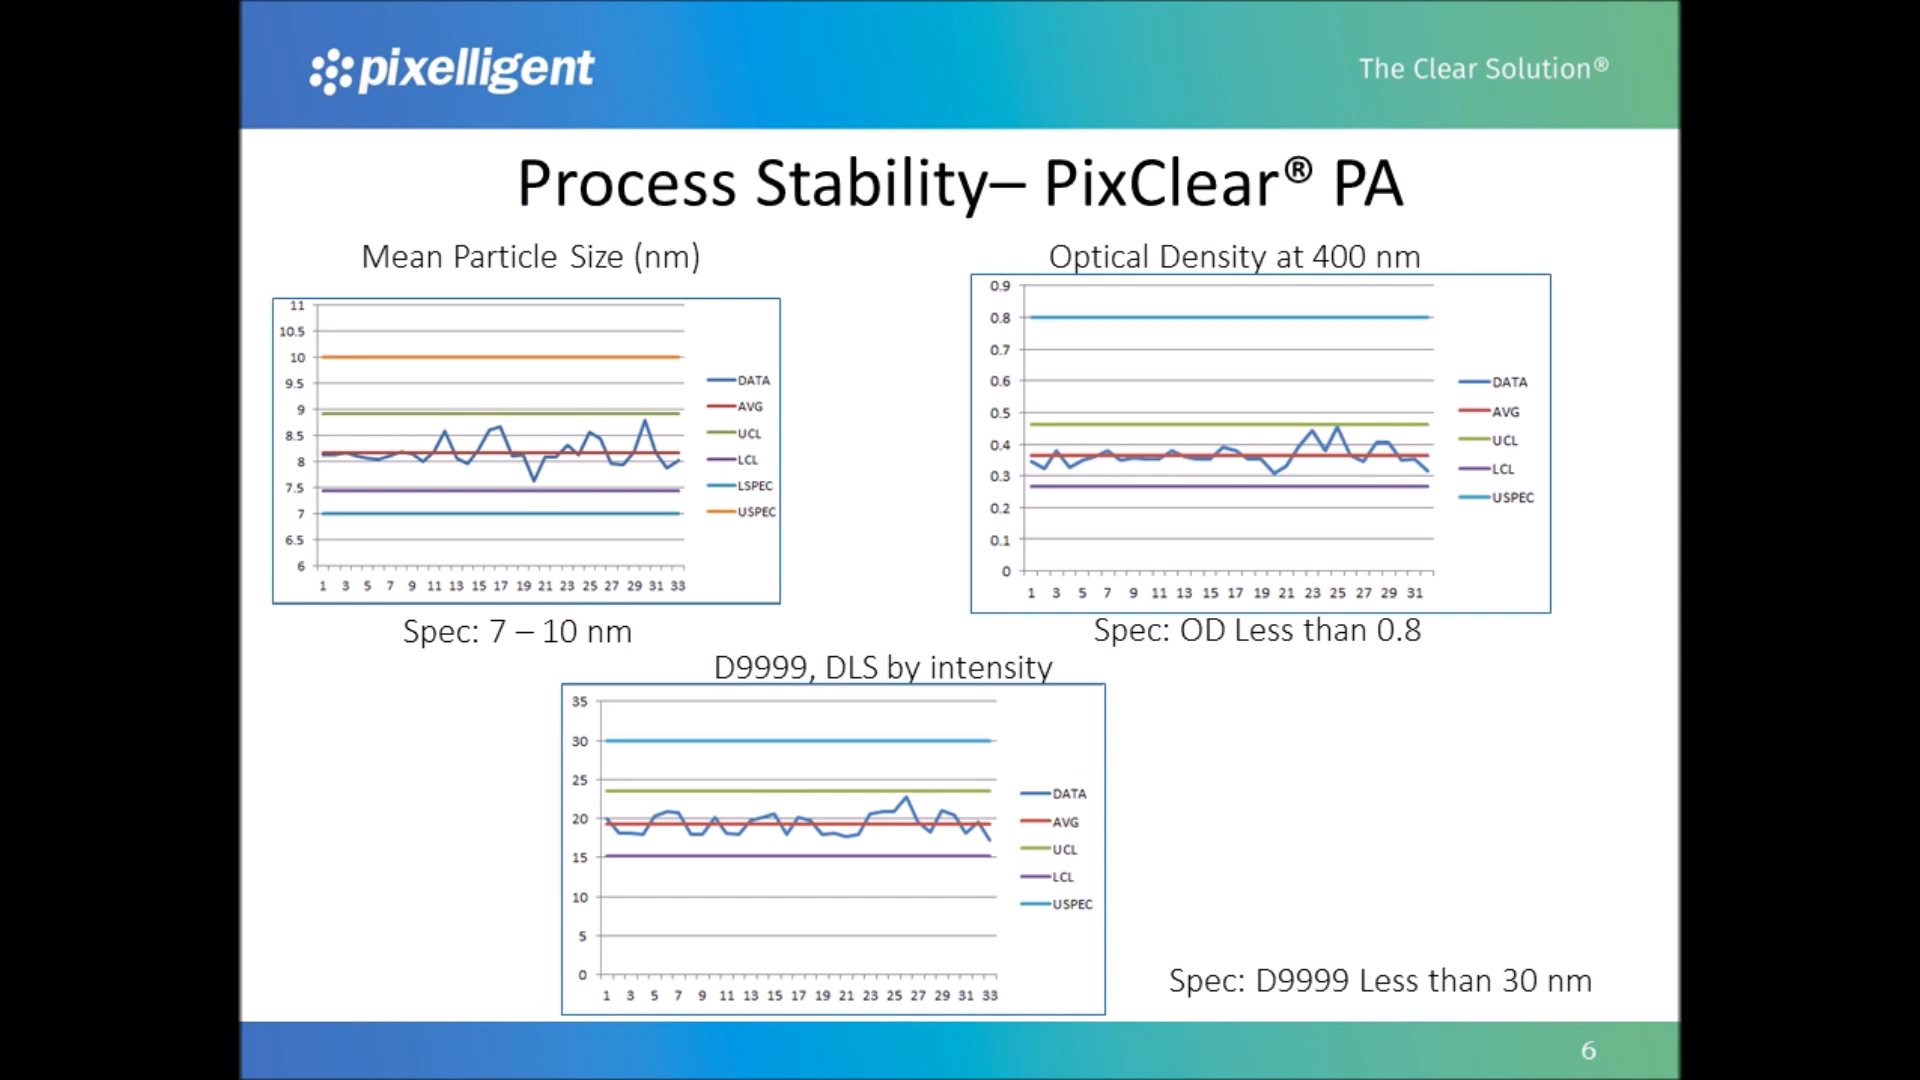 pixelligent
The Clear Solution®
Process Stability– PixClear® PA
Mean Particle Size (nm)
11
10.5
10
9.5
9
8.5
8
7.5
7
6.5
6
1 3 5 7 9 11 13 15 17 19 21 23 25 27 29 31 33
DATA
AVG
UCL
LCL
LSPEC
USPEC
Spec: 7 – 10 nm
Optical Density at 400 nm
0.9
0.8
0.7
0.6
0.5
0.4
0.3
0.2
0.1
0
1 3 5 7 9 11 13 15 17 19 21 23 25 27 29 31
DATA
AVG
UCL
LCL
USPEC
Spec: OD Less than 0.8
D9999, DLS by intensity
35
30
25
20
15
10
5
0
1 3 5 7 9 11 13 15 17 19 21 23 25 27 29 31 33
DATA
AVG
UCL
LCL
USPEC
Spec: D9999 Less than 30 nm
6